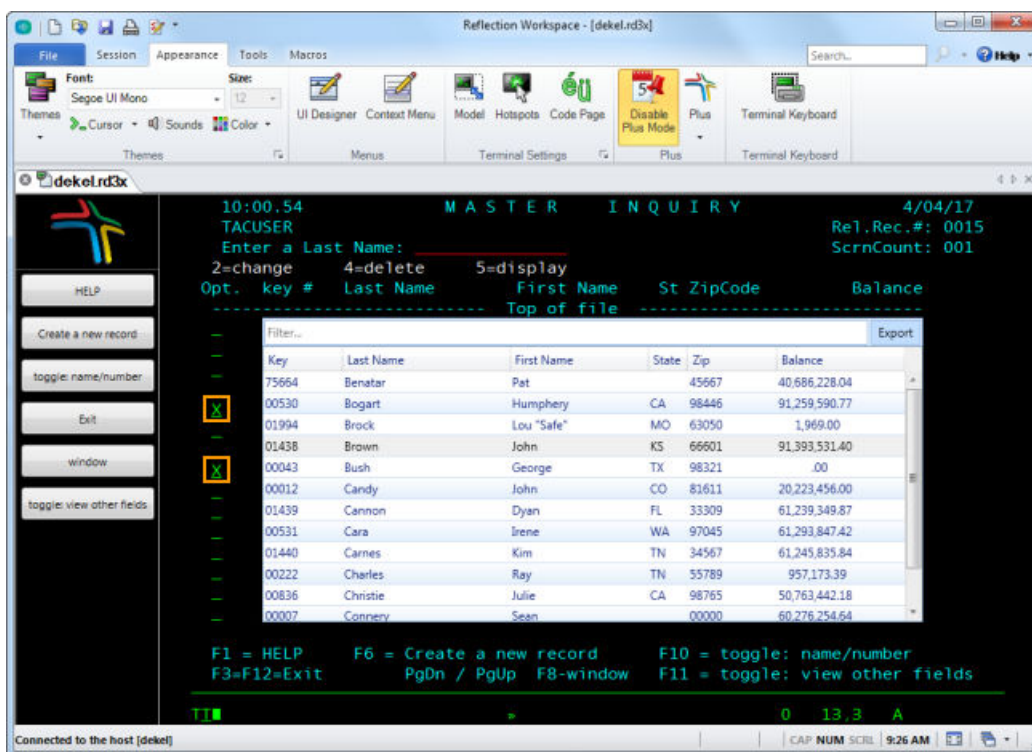 Reflection Workspace - [dekel.rd3x]
File Session Appearance Tools Macros Search... Help
Font: Size:
Themes Segoe UI Mono 12
Cursor Sounds Color
UI Designer Context Menu Model Hotspots Code Page Disable Plus Mode Plus Terminal Keyboard
Themes Menus Terminal Settings Plus Terminal Keyboard
dekel.rd3x
10:00.54 M A S T E R I N Q U I R Y 4/04/17
TACUSER Rel.Rec.#: 0015
Enter a Last Name: ScrnCount: 001
2=change 4=delete 5=display
HELP
Opt. key # Last Name First Name St ZipCode Balance
---------------------------- Top of file -----------------------------
Create a new record
Filter... Export
Key Last Name First Name State Zip Balance
toggle: name/number
75664 Benatar Pat 45667 40,686,228.04
X 00530 Bogart Humphery CA 98446 91,259,590.77
Exit
01994 Brock Lou "Safe" MO 63050 1,969.00
01438 Brown John KS 66601 91,393,531.40
window
X 00043 Bush George TX 98321 .00
00012 Candy John CO 81611 20,223,456.00
toggle: view other fields
01439 Cannon Dyan FL 33309 61,239,349.87
00531 Cara Irene WA 97045 61,293,847.42
01440 Carnes Kim TN 34567 61,245,835.84
00222 Charles Ray TN 55789 957,173.39
00836 Christie Julie CA 98765 50,763,442.18
00007 Connery Sean 00000 60,276,254.64
F1 = HELP F6 = Create a new record F10 = toggle: name/number
F3=F12=Exit PgDn / PgUp F8-window F11 = toggle: view other fields
0 13,3 A
Connected to the host [dekel] CAP NUM SCRL 9:26 AM